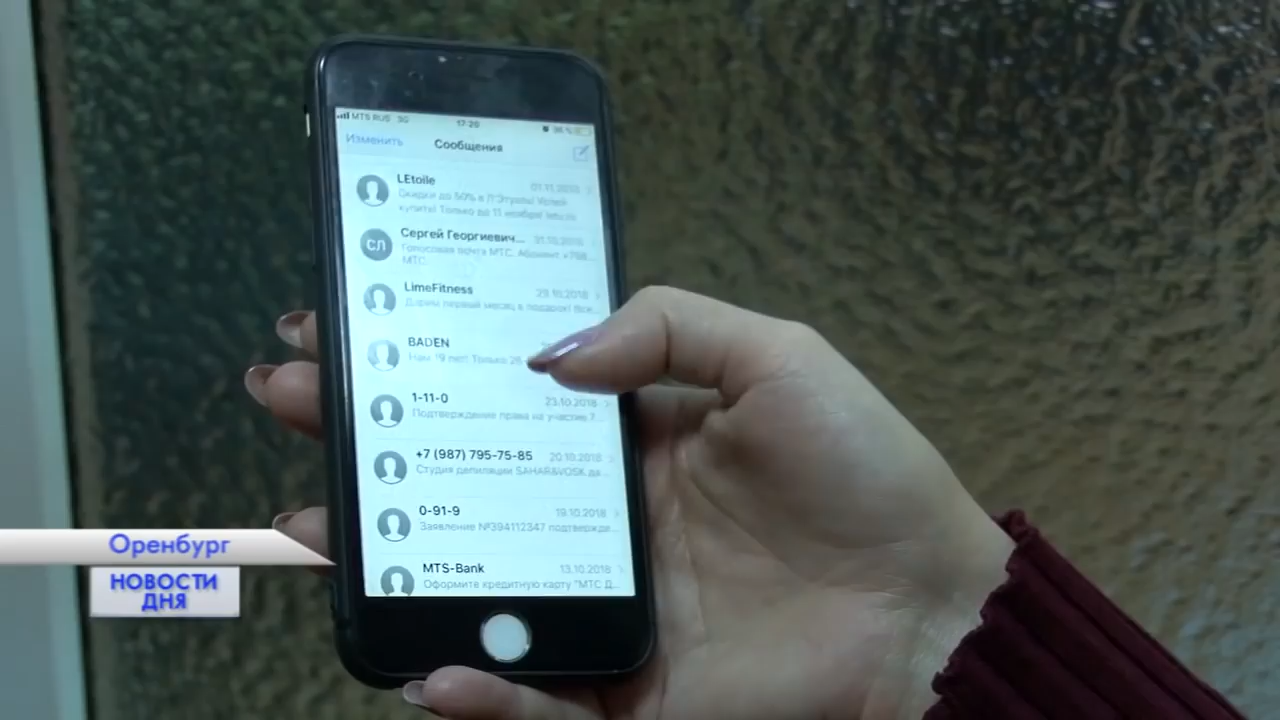 MTS RUS 3G 17:20
Изменить Сообщения
LEtoile 01.11.2018
Скидки до 50% в Л'Этуаль! Успей
купить! Только до 11 ноября! letu.ru
Сергей Георгиевич... 31.10.2018
Голосовая почта МТС. Абонент +798...
МТС.
LimeFitness 29.10.2018
Дарим первый месяц в подарок! Все...
BADEN
Нам 19 лет! Только 26
1-11-0 23.10.2018
Подтверждение права на участие 7...
+7 (987) 795-75-85 20.10.2018
Студия депиляции SAHAR&VOSK да...
0-91-9 19.10.2018
Заявление №394112347 подтвержде...
MTS-Bank 13.10.2018
Оформите кредитную карту "МТС Д...
СЛ
Оренбург
НОВОСТИ
ДНЯ